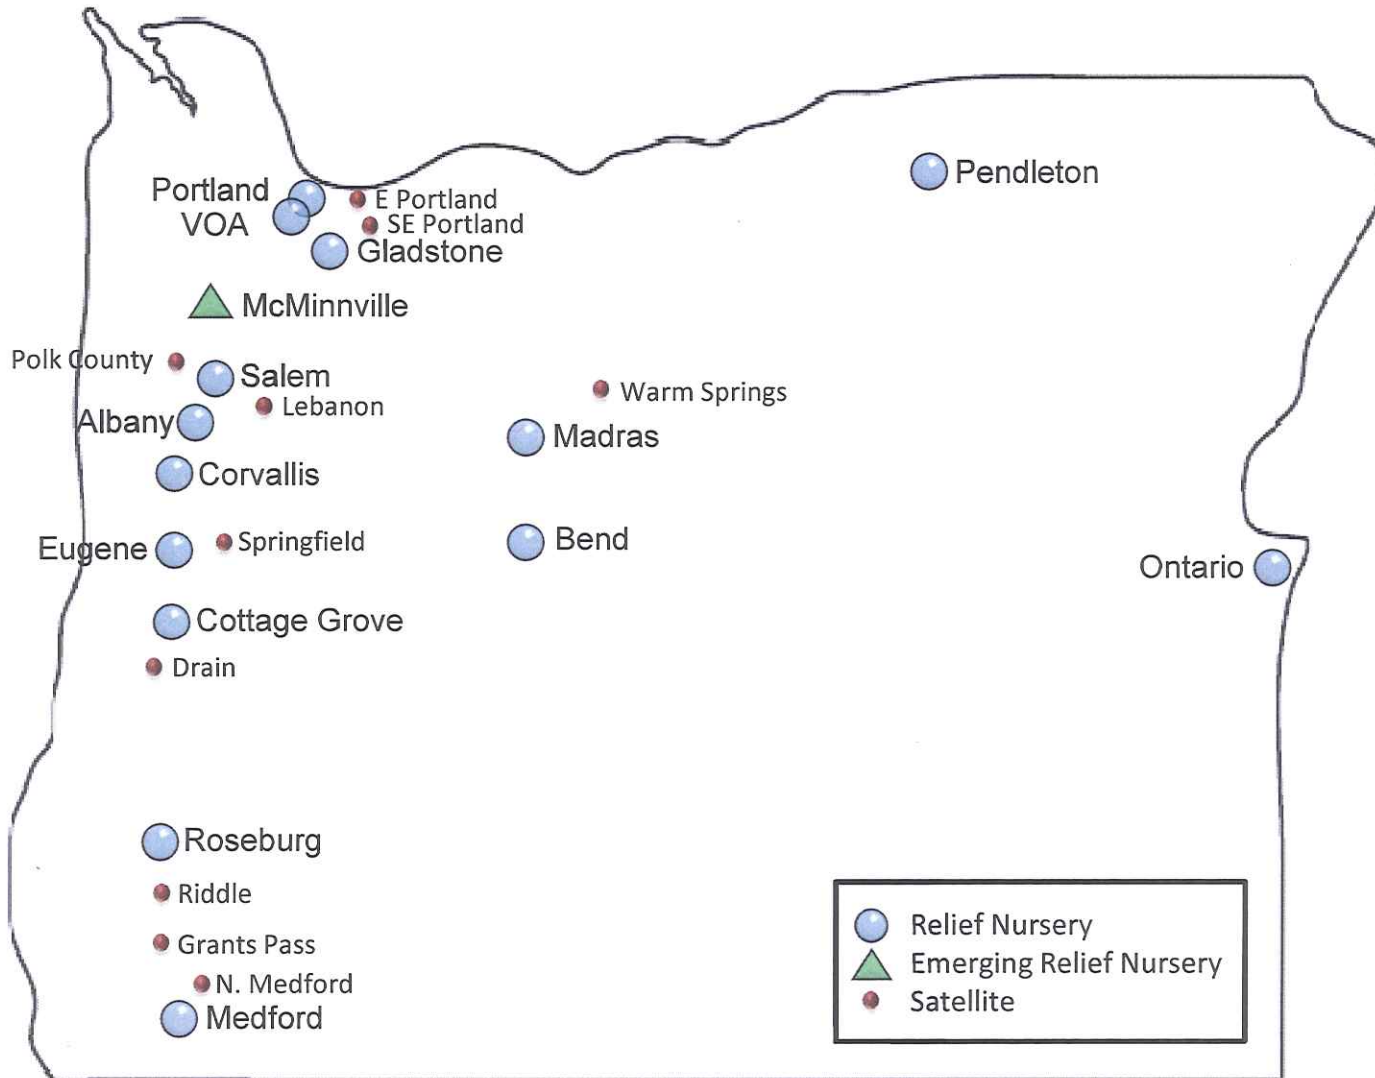 Portland
VOA
E Portland
SE Portland
Gladstone
Pendleton
McMinnville
Polk County
Salem
Lebanon
Albany
Warm Springs
Madras
Corvallis
Eugene
Springfield
Bend
Ontario
Cottage Grove
Drain
Roseburg
Riddle
Grants Pass
N. Medford
Medford
Relief Nursery
Emerging Relief Nursery
Satellite